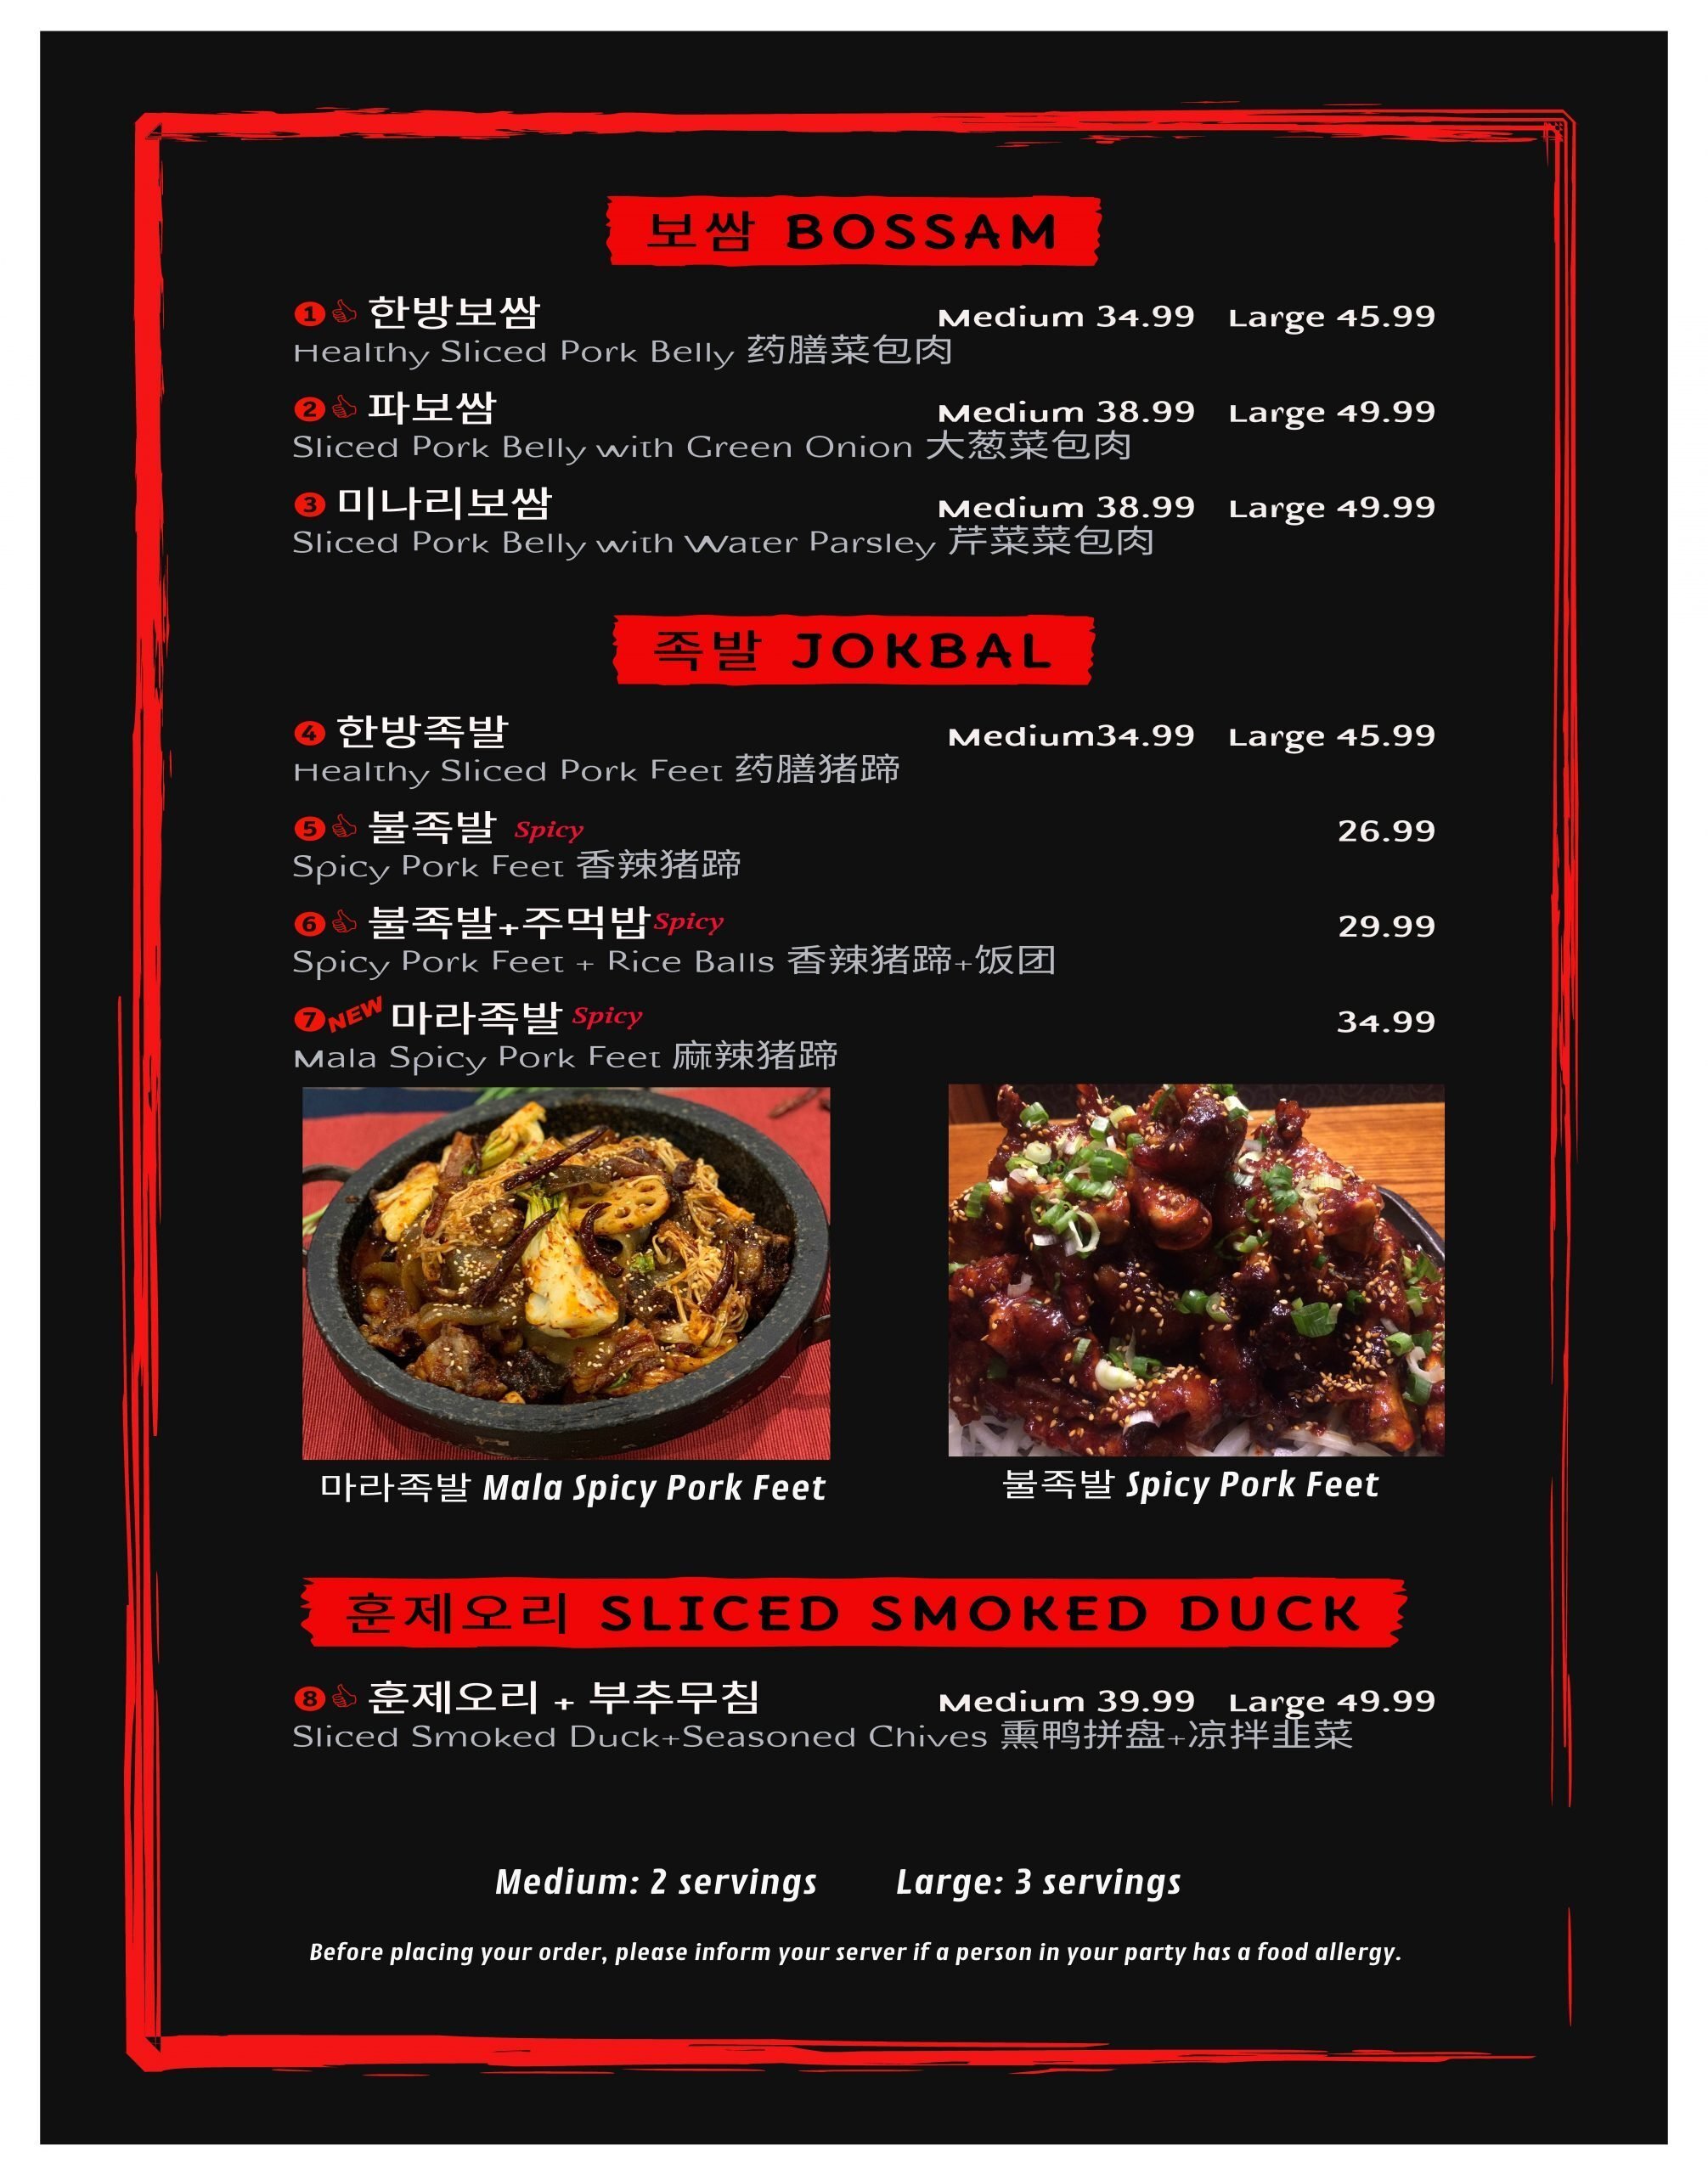 보쌈 BOSSAM
1 한방보쌈 Medium 34.99 Large 45.99
Healthy Sliced Pork Belly 药膳菜包肉
2 파보쌈 Medium 38.99 Large 49.99
Sliced Pork Belly with Green Onion 大葱菜包肉
3 미나리보쌈 Medium 38.99 Large 49.99
Sliced Pork Belly with Water Parsley 芹菜菜包肉
족발 JOKBAL
4 한방족발 Medium34.99 Large 45.99
Healthy Sliced Pork Feet 药膳猪蹄
5 불족발 Spicy 26.99
Spicy Pork Feet 香辣猪蹄
6 불족발+주먹밥 Spicy 29.99
Spicy Pork Feet + Rice Balls 香辣猪蹄+饭团
7 NEW 마라족발 Spicy 34.99
Mala Spicy Pork Feet 麻辣猪蹄
마라족발 Mala Spicy Pork Feet
불족발 Spicy Pork Feet
훈제오리 SLICED SMOKED DUCK
8 훈제오리 + 부추무침 Medium 39.99 Large 49.99
Sliced Smoked Duck+Seasoned Chives 熏鸭拼盘+凉拌韭菜
Medium: 2 servings Large: 3 servings
Before placing your order, please inform your server if a person in your party has a food allergy.